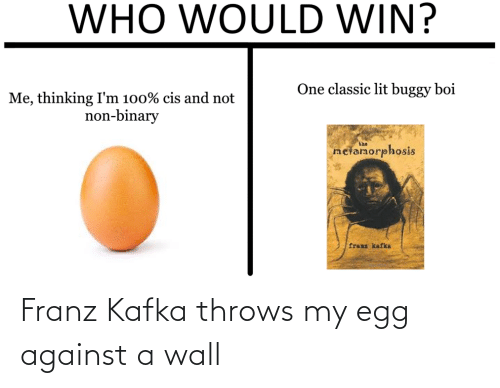 WHO WOULD WIN?
Me, thinking I'm 100% cis and not
non-binary
One classic lit buggy boi
the
metamorphosis
franz kafka
Franz Kafka throws my egg
against a wall